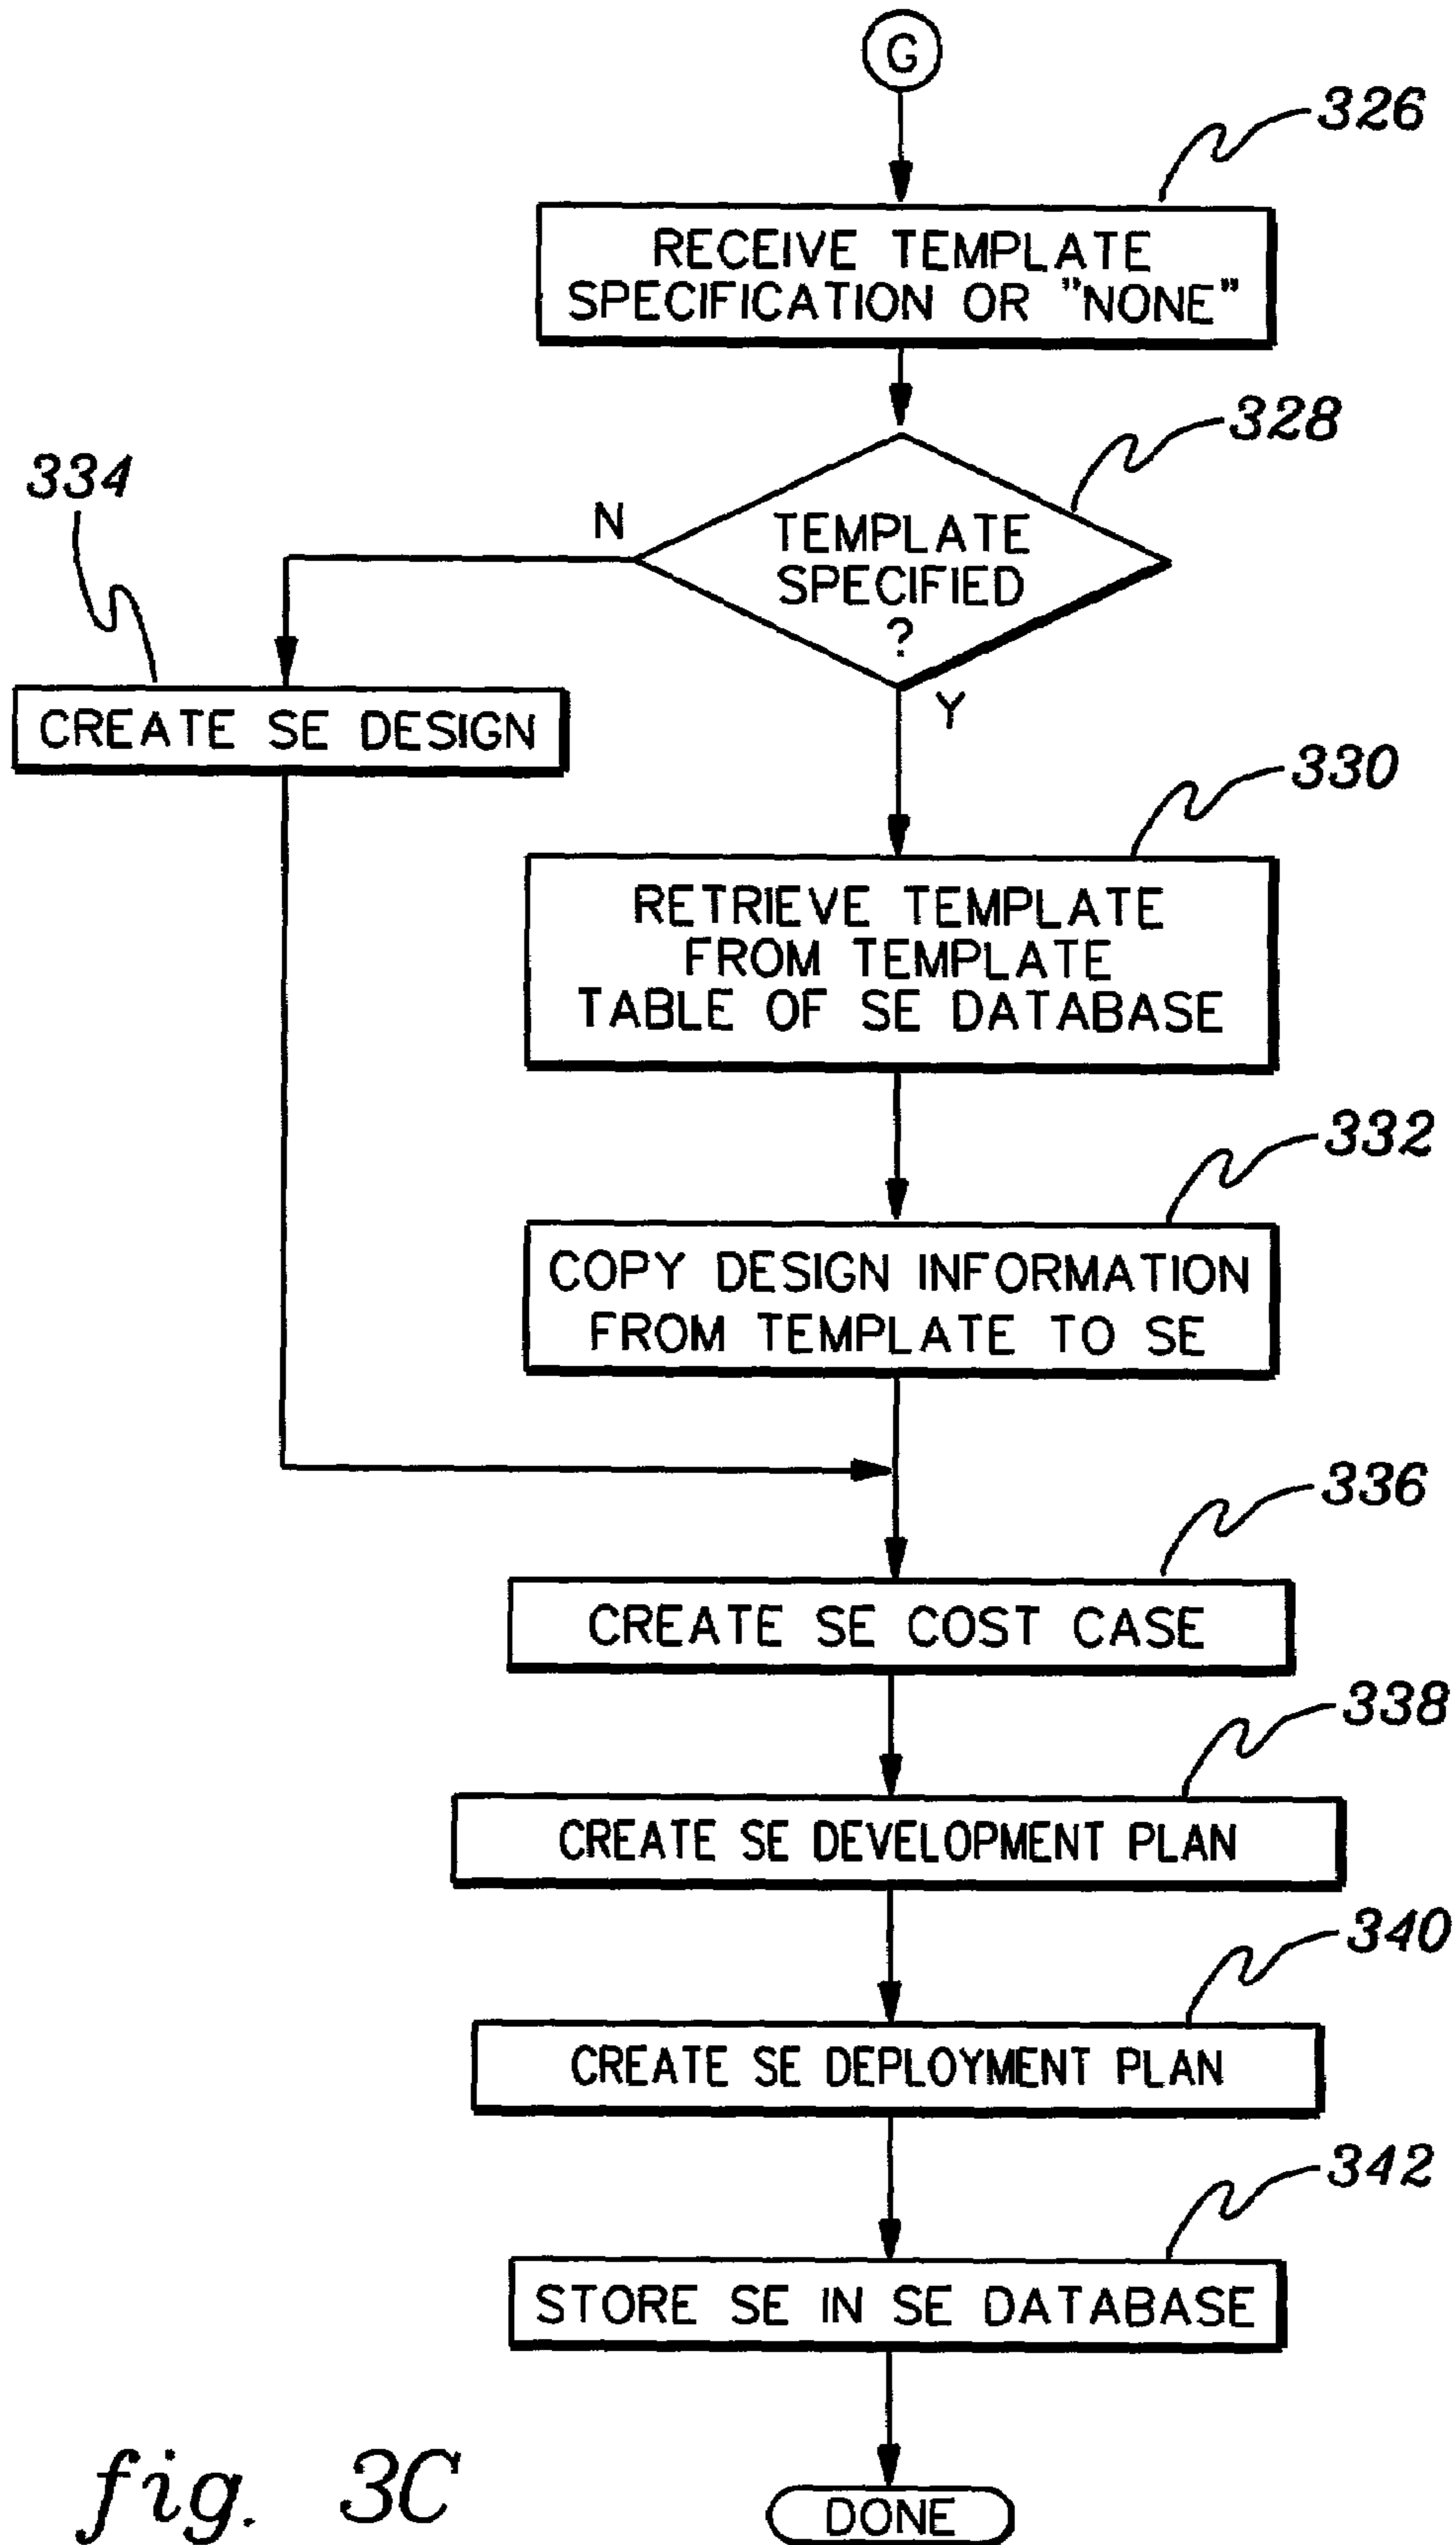 G
326
RECEIVE TEMPLATE
SPECIFICATION OR "NONE"
328
334
N
TEMPLATE
SPECIFIED
?
Y
CREATE SE DESIGN
330
RETRIEVE TEMPLATE
FROM TEMPLATE
TABLE OF SE DATABASE
332
COPY DESIGN INFORMATION
FROM TEMPLATE TO SE
336
CREATE SE COST CASE
338
CREATE SE DEVELOPMENT PLAN
340
CREATE SE DEPLOYMENT PLAN
342
STORE SE IN SE DATABASE
DONE
fig. 3C